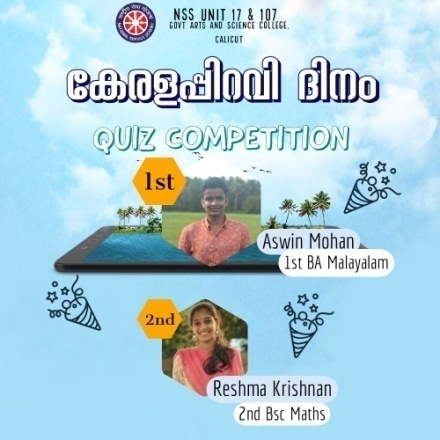 NSS UNIT 17 & 107
GOVT ARTS AND SCIENCE COLLEGE,
CALICUT
കേരളപ്പിറവി ദിനം
QUIZ COMPETITION
1st
Aswin Mohan
1st BA Malayalam
2nd
Reshma Krishnan
2nd Bsc Maths